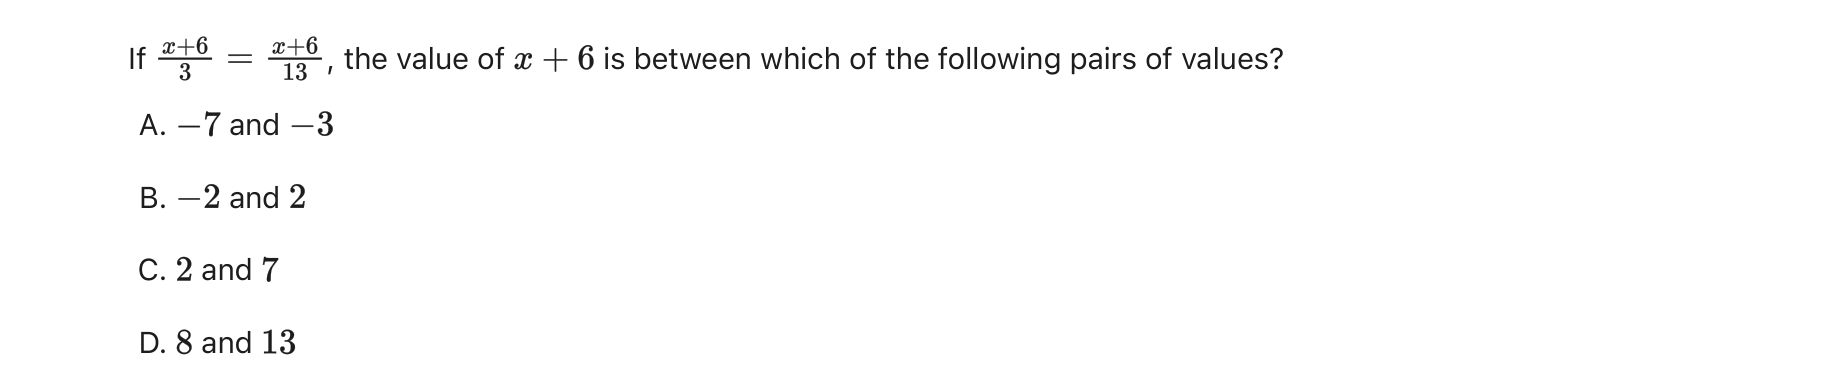 If $\frac{x+6}{3} = \frac{x+6}{13}$, the value of $x + 6$ is between which of the following pairs of values?
A. $-7$ and $-3$
B. $-2$ and $2$
C. $2$ and $7$
D. $8$ and $13$